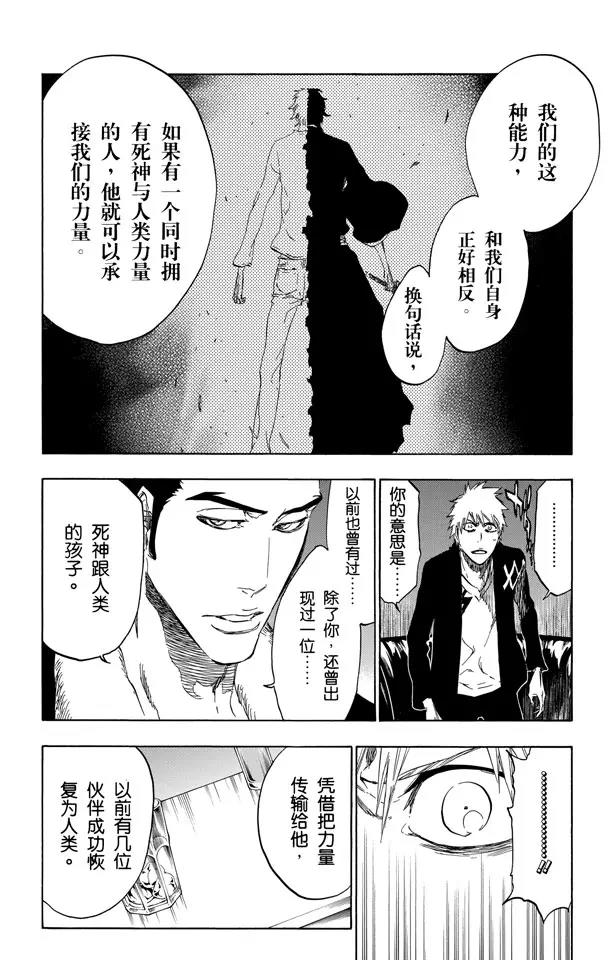 我们的这
种能力，
和我们自身
正好相反。
换句话说，
如果有一个同时拥
有死神与人类力量
的人，他就可以承
接我们的力量。
你的意思是……
以前也曾有过……
除了你，还曾出
现过一位……
死神跟人类
的孩子。
…………!!
凭借把力量
传输给他，
以前有几位
伙伴成功恢
复为人类。